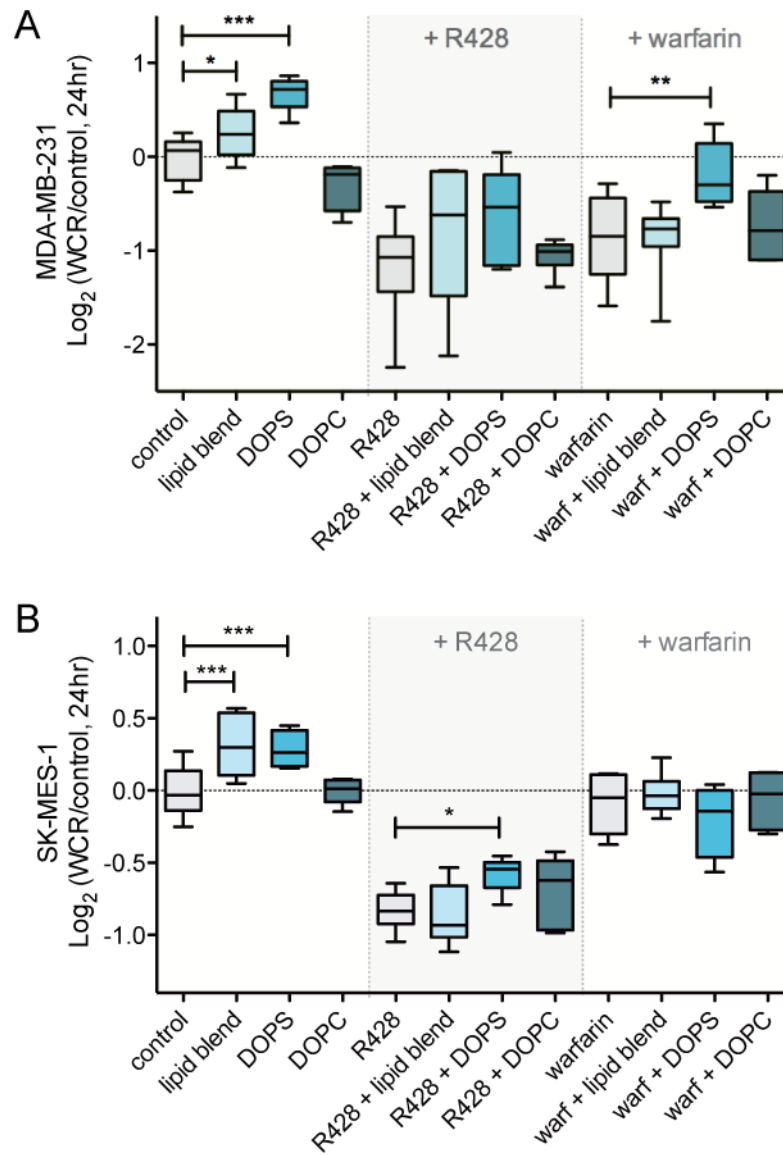 A
+ R428
+ warfarin
***
*
**
1
0
-1
-2
MDA-MB-231
Log₂ (WCR/control, 24hr)
control
lipid blend
DOPS
DOPC
R428
R428 + lipid blend
R428 + DOPS
R428 + DOPC
warfarin
warf + lipid blend
warf + DOPS
warf + DOPC
B
+ R428
+ warfarin
***
***
*
1.0
0.5
0.0
-0.5
-1.0
SK-MES-1
Log₂ (WCR/control, 24hr)
control
lipid blend
DOPS
DOPC
R428
R428 + lipid blend
R428 + DOPS
R428 + DOPC
warfarin
warf + lipid blend
warf + DOPS
warf + DOPC